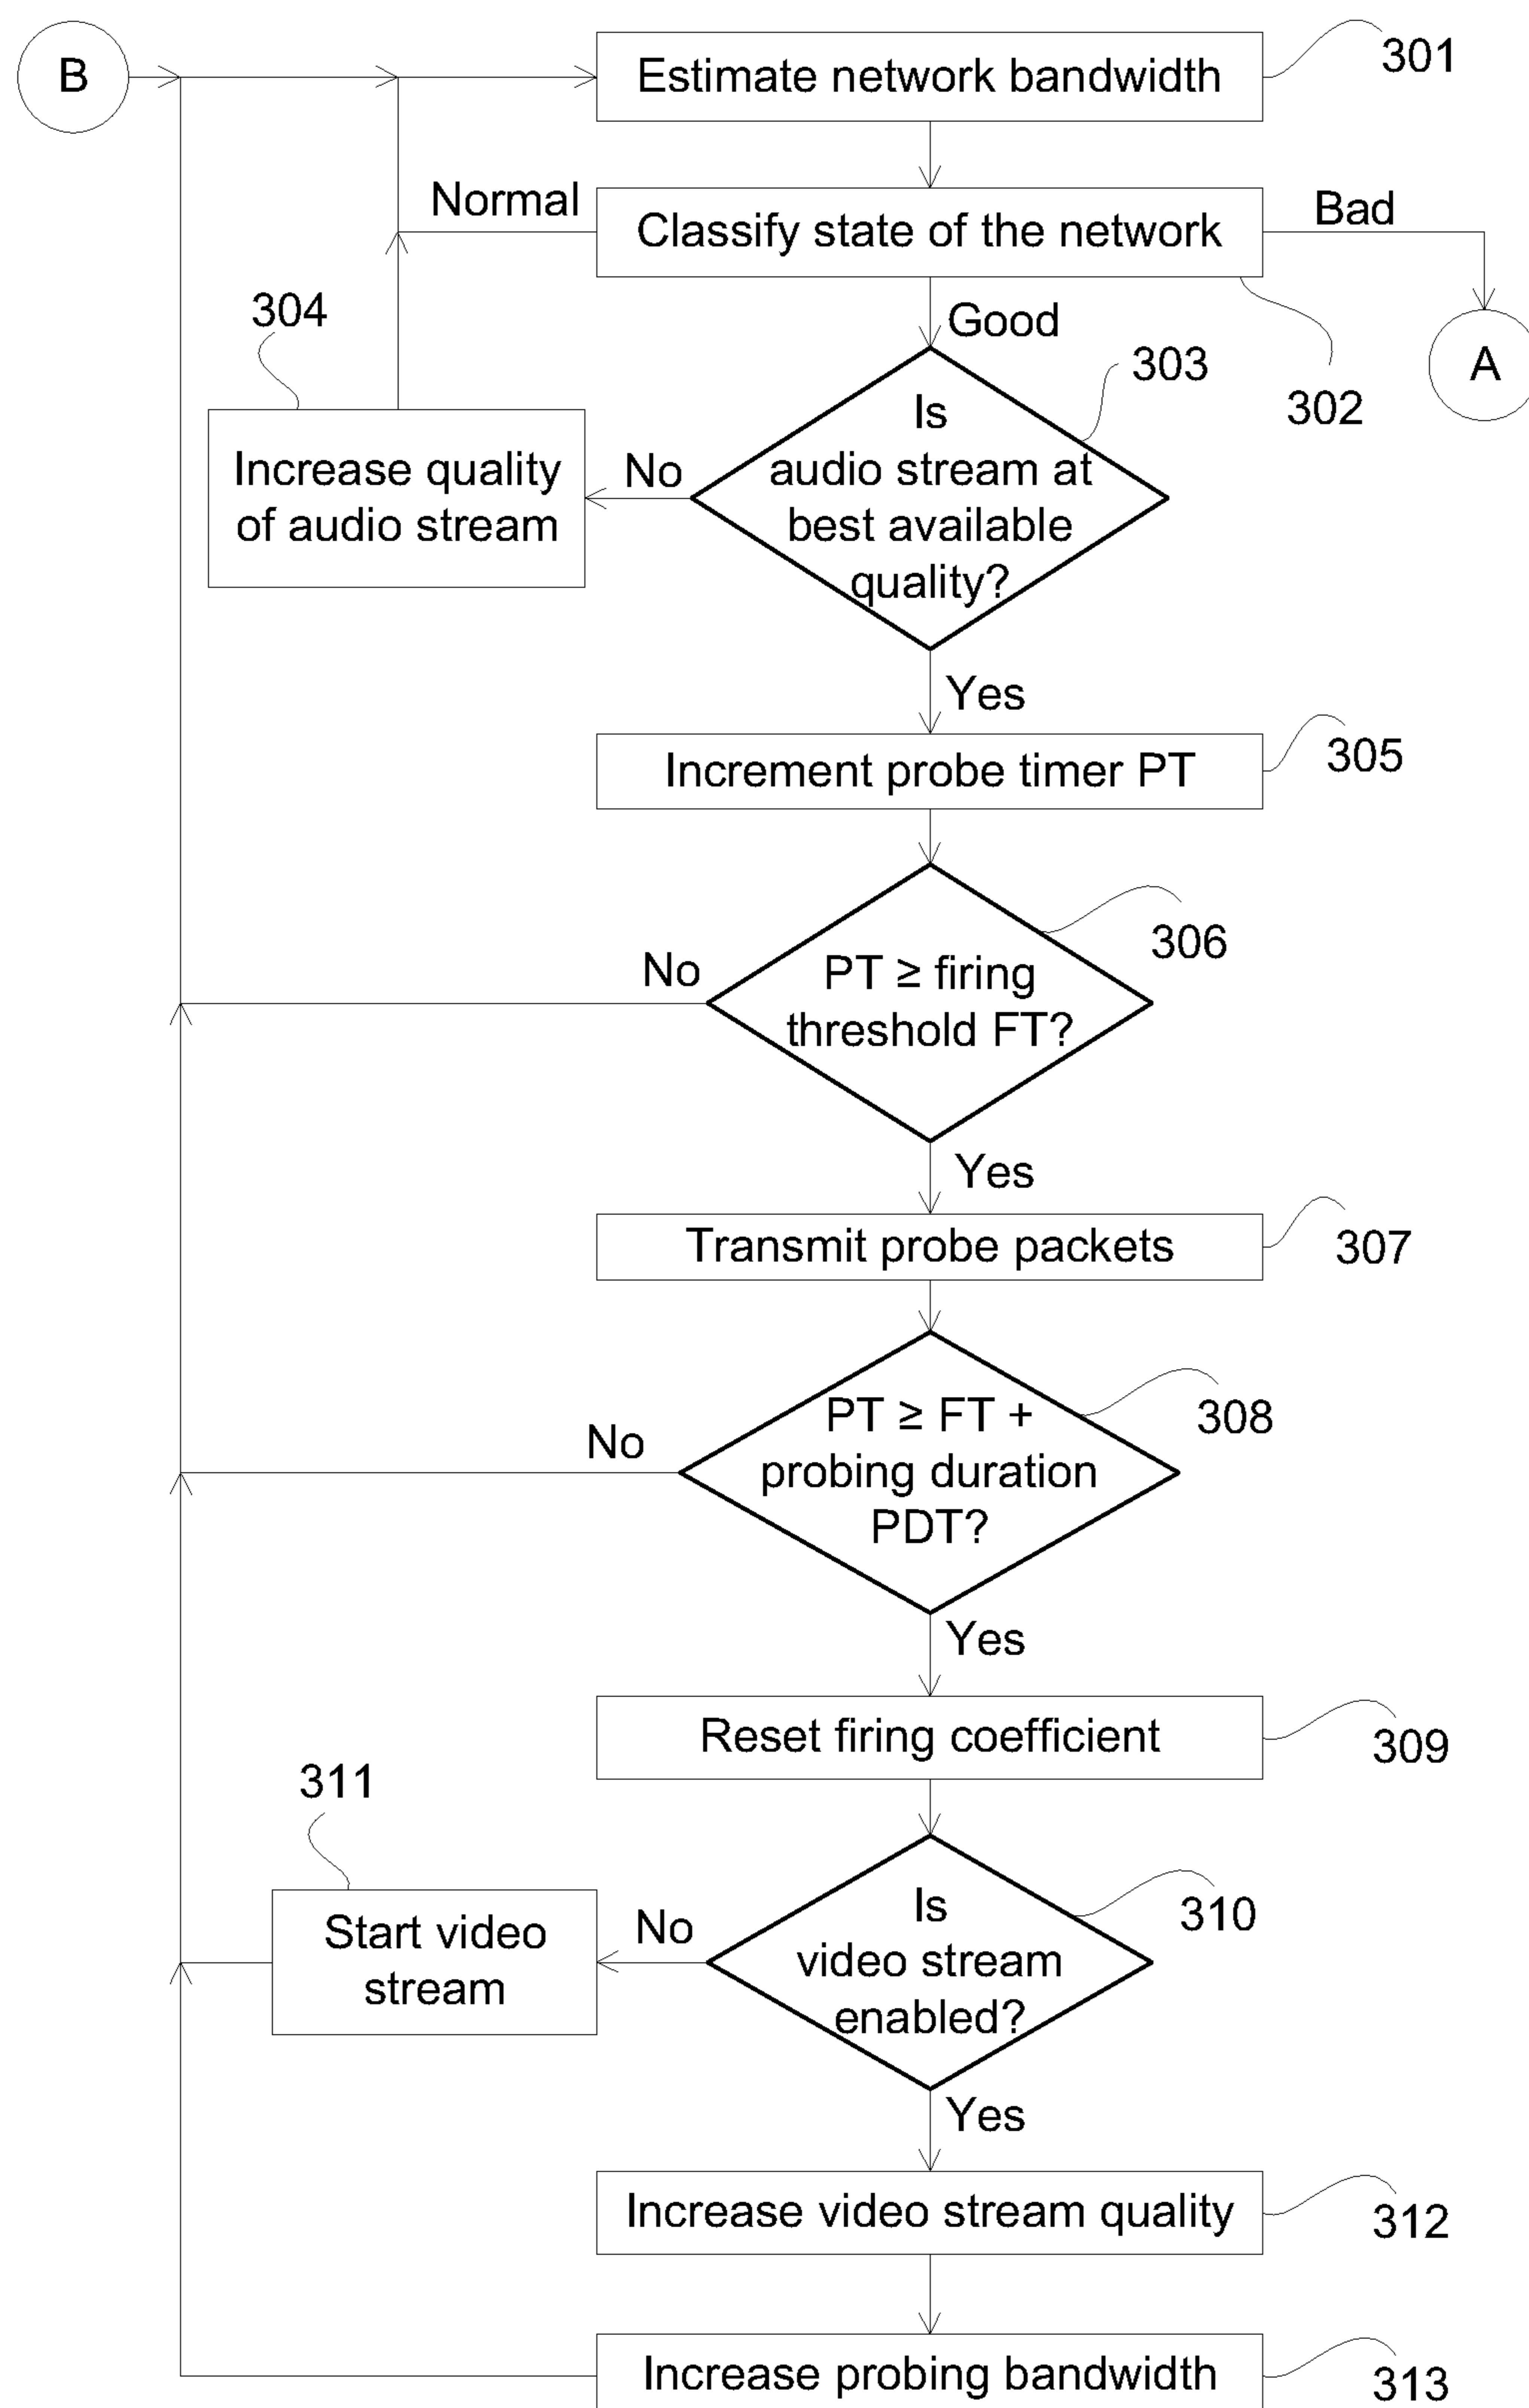 B
Estimate network bandwidth
301
Normal
Classify state of the network
Bad
304
Good
303
302
A
Is
audio stream at
best available
quality?
No
Increase quality
of audio stream
Yes
Increment probe timer PT
305
306
No
PT ≥ firing
threshold FT?
Yes
Transmit probe packets
307
308
No
PT ≥ FT +
probing duration
PDT?
Yes
Reset firing coefficient
309
311
310
Start video
stream
No
Is
video stream
enabled?
Yes
Increase video stream quality
312
Increase probing bandwidth
313